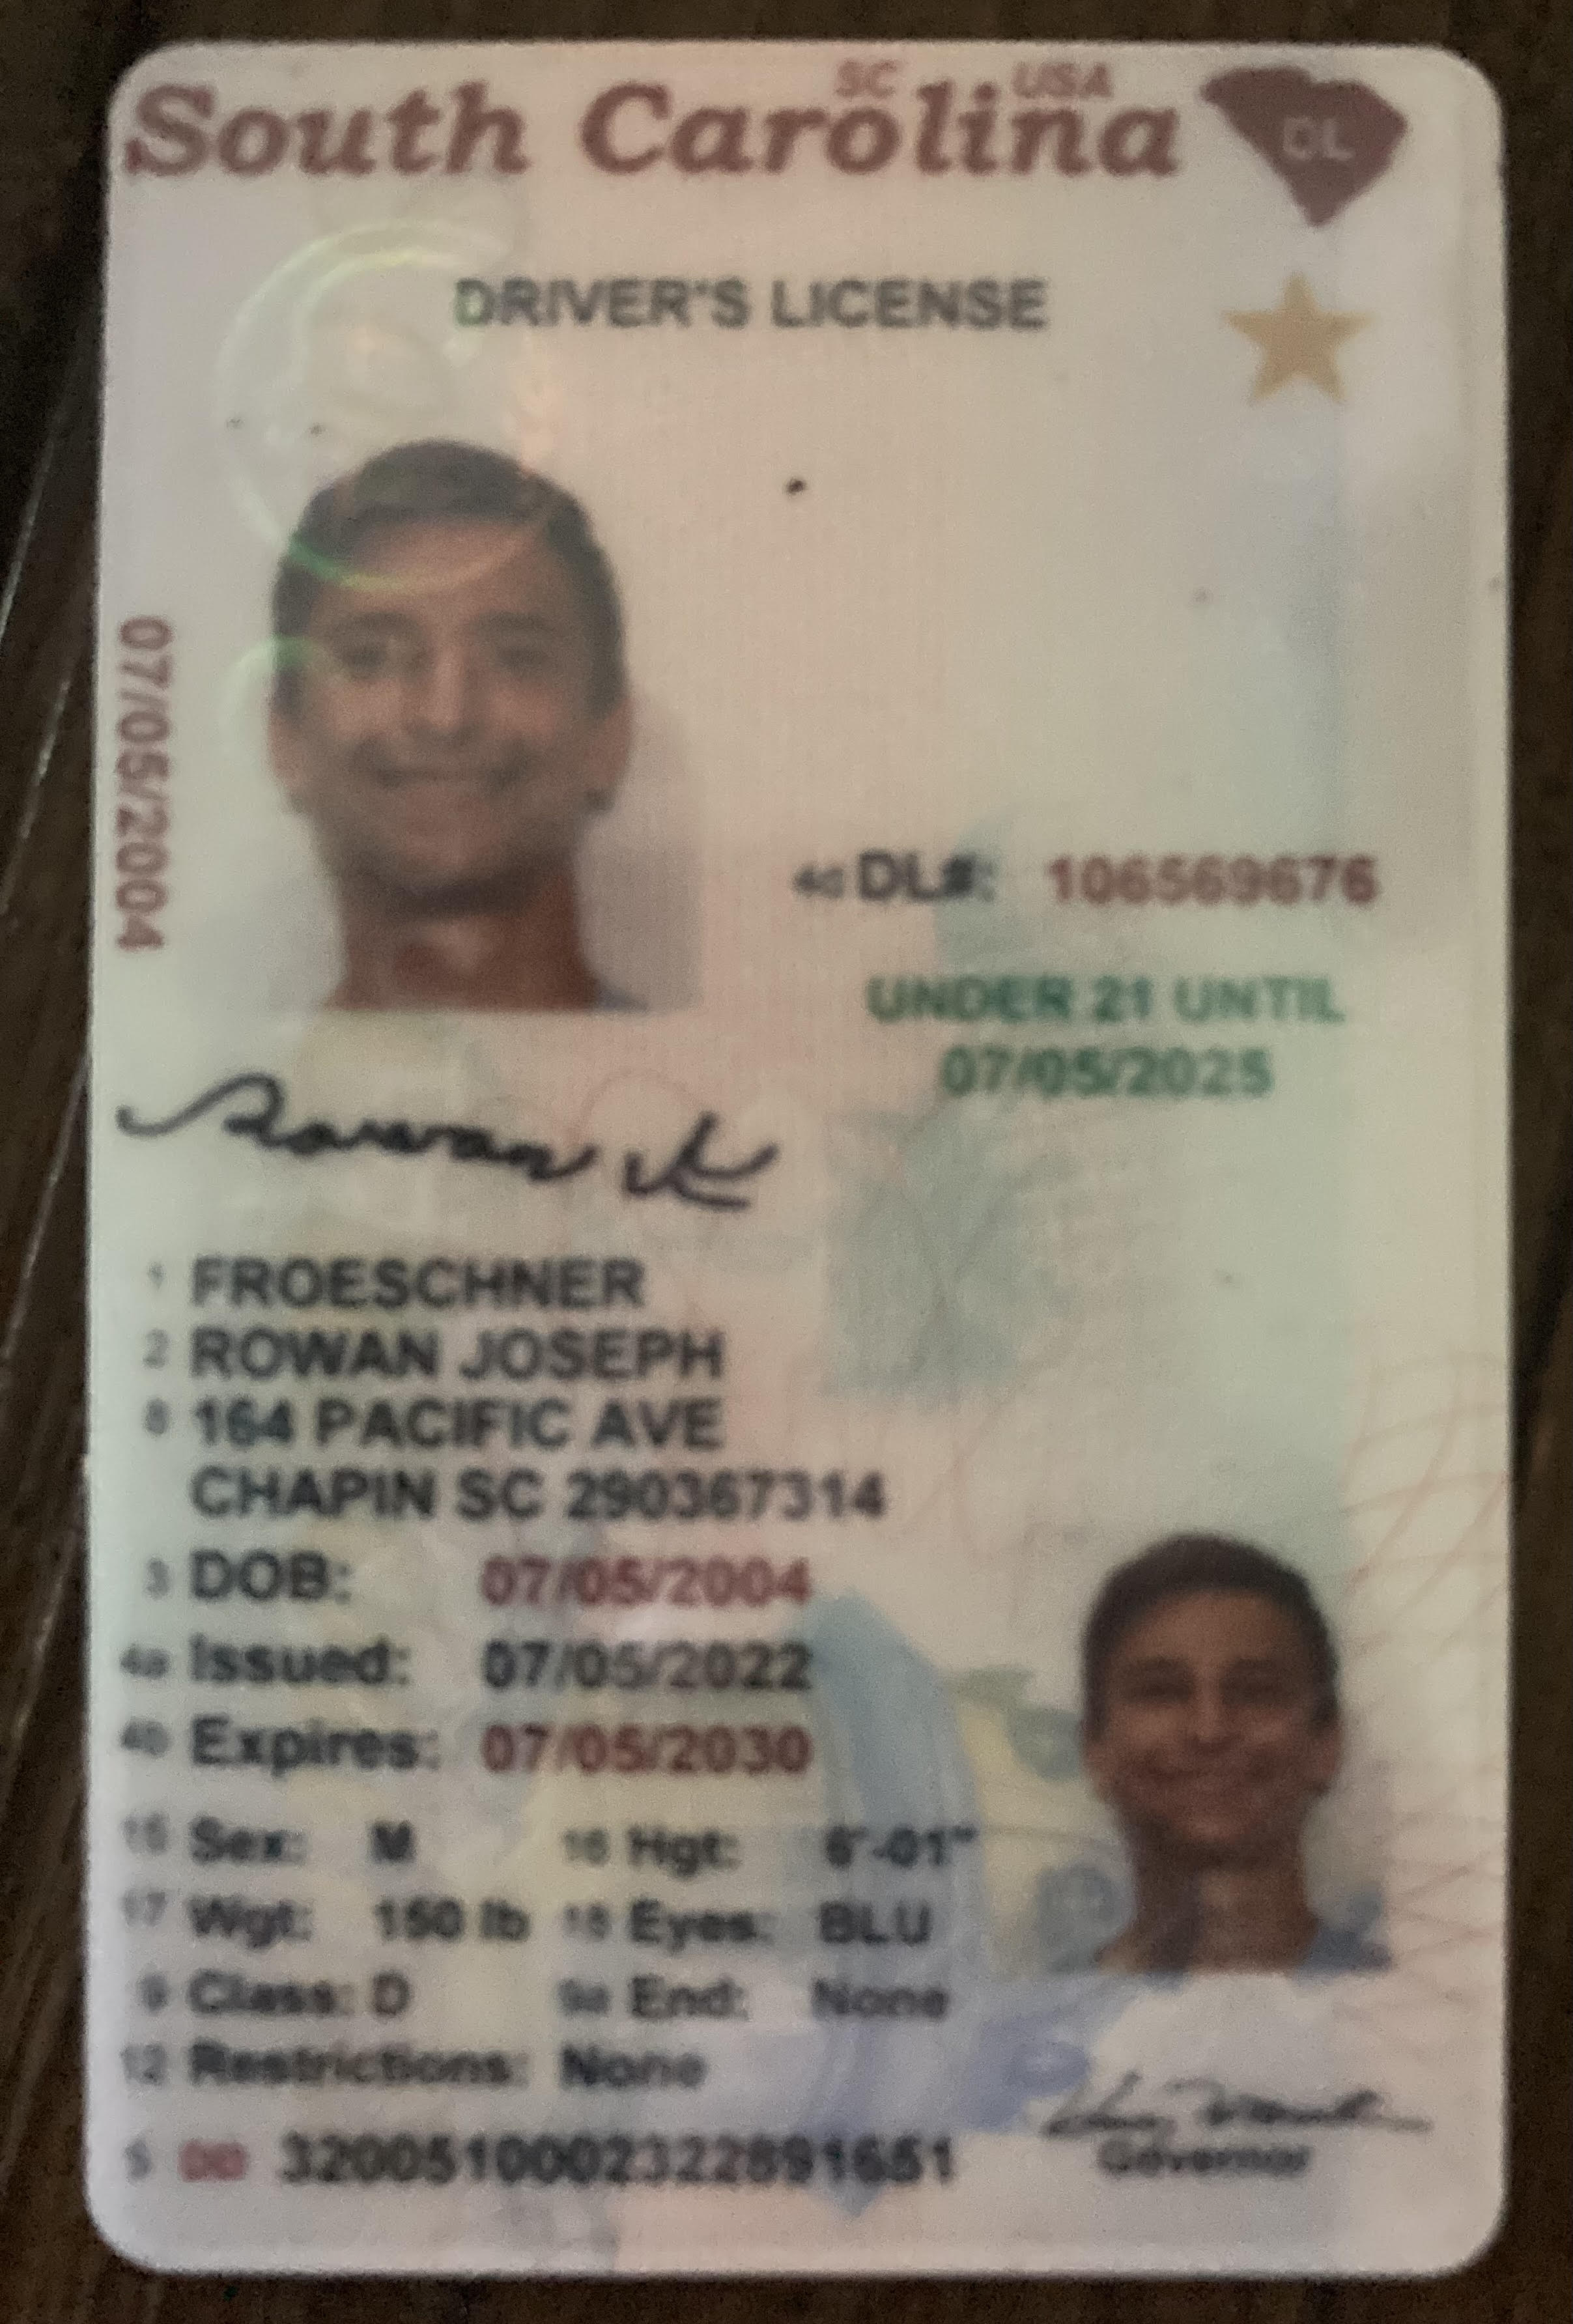 SC USA
South Carolina
DL
DRIVER'S LICENSE
07/05/2004
4d DL#: 106569676
UNDER 21 UNTIL
07/05/2025
Rowan
1 FROESCHNER
2 ROWAN JOSEPH
8 164 PACIFIC AVE
CHAPIN SC 290367314
3 DOB: 07/05/2004
4a Issued: 07/05/2022
4b Expires: 07/05/2030
15 Sex: M 16 Hgt: 6'-01"
17 Wgt: 150 lb 18 Eyes: BLU
9 Class: D 9a End: None
12 Restrictions: None
5 DD 3200510002322891651
Governor